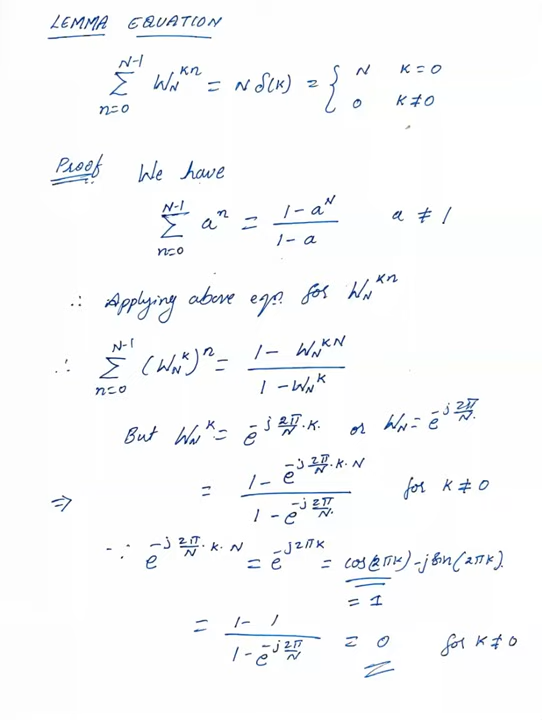 LEMMA EQUATION
N-1
∑ W_N^{kn} = N δ(k) = { N k=0
n=0 0 k≠0
Proof We have
N-1
∑ a^n = (1-a^N)/(1-a) a ≠ 1
n=0
∴ Applying above eqn. for W_N^{kn}
N-1
∴ ∑ (W_N^k)^n = (1 - W_N^{kN})/(1 - W_N^k)
n=0
But W_N^k = e^{-j 2π/N · k} or W_N = e^{-j 2π/N}
⇒ = (1 - e^{-j 2π/N · k · N})/(1 - e^{-j 2π/N}) for k ≠ 0
∵ e^{-j 2π/N · k · N} = e^{-j2πk} = cos(2πk) - j sin(2πk).
= 1
= (1 - 1)/(1 - e^{-j 2π/N}) = 0 for k ≠ 0